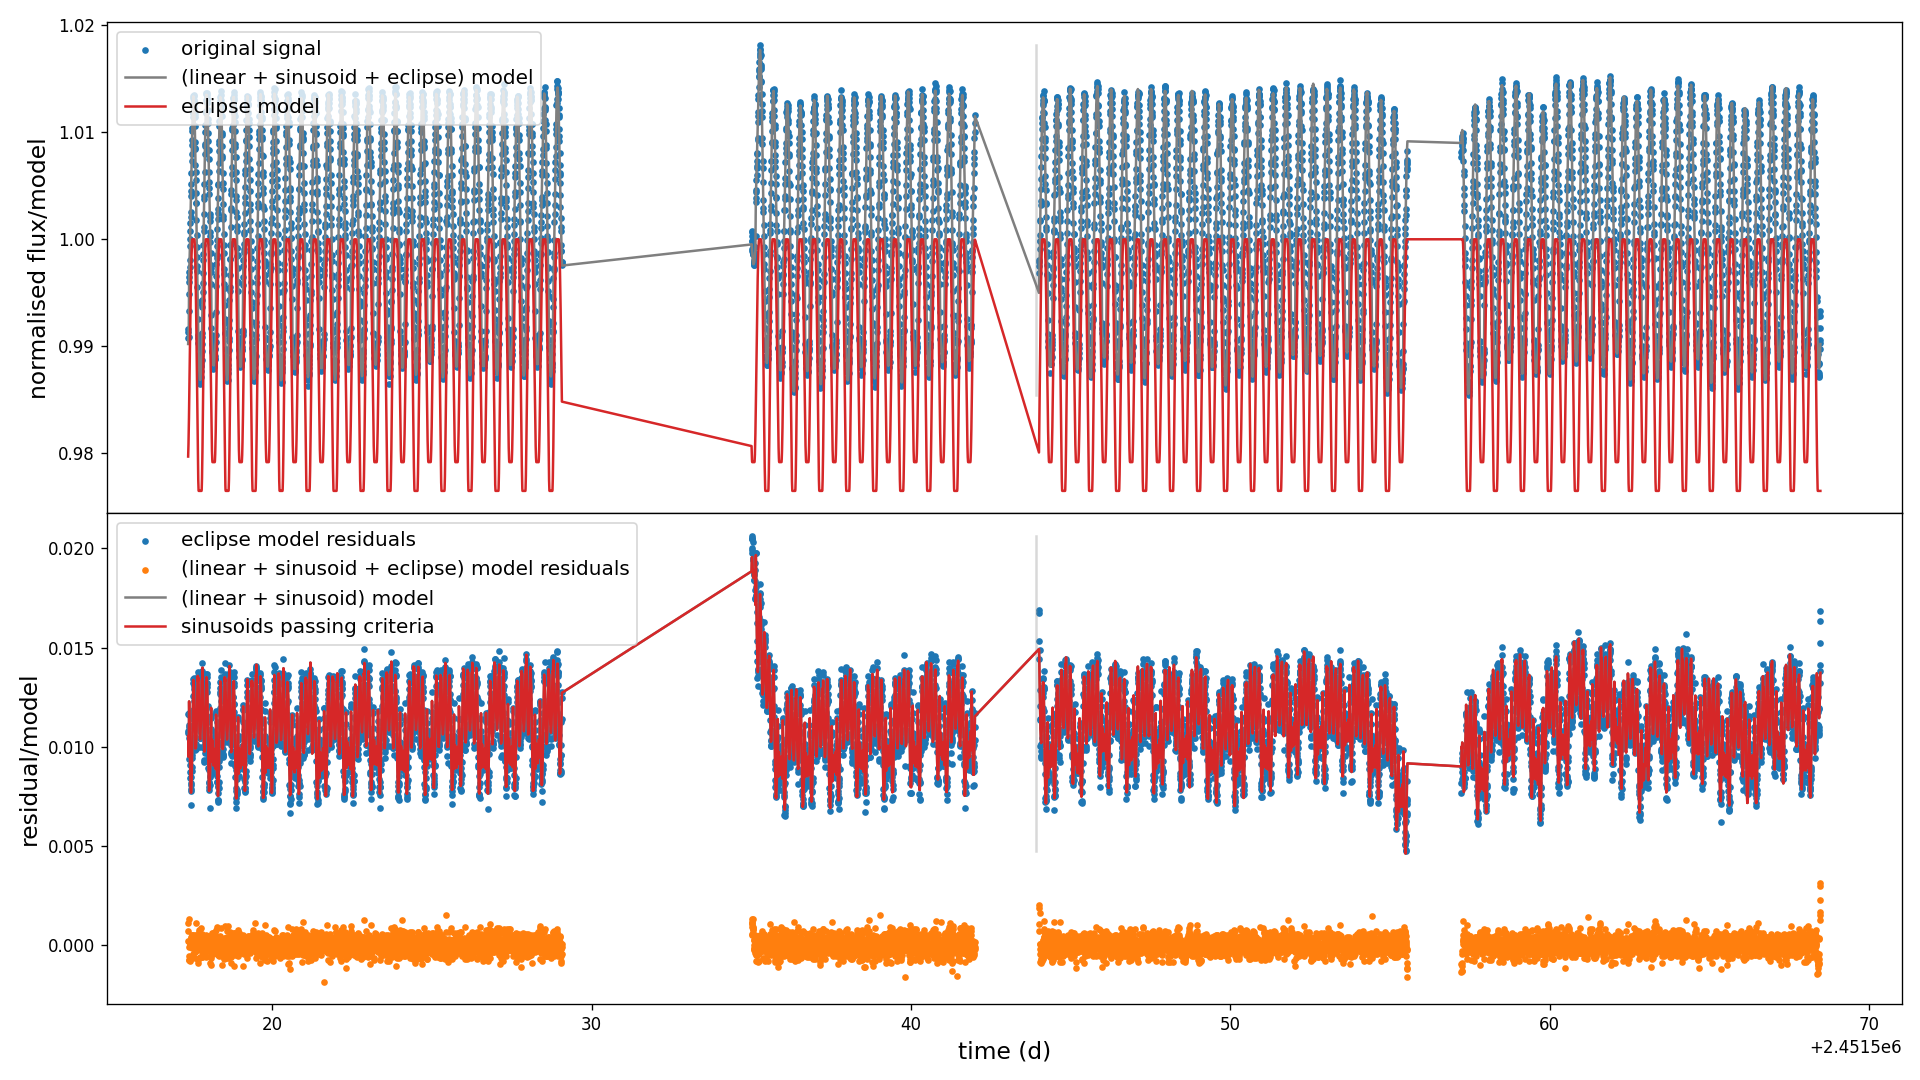 1.02
1.01
1.00
0.99
0.98
normalised flux/model
original signal
(linear + sinusoid + eclipse) model
eclipse model
0.020
0.015
0.010
0.005
0.000
residual/model
eclipse model residuals
(linear + sinusoid + eclipse) model residuals
(linear + sinusoid) model
sinusoids passing criteria
20 30 40 50 60 70
time (d)
+2.4515e6